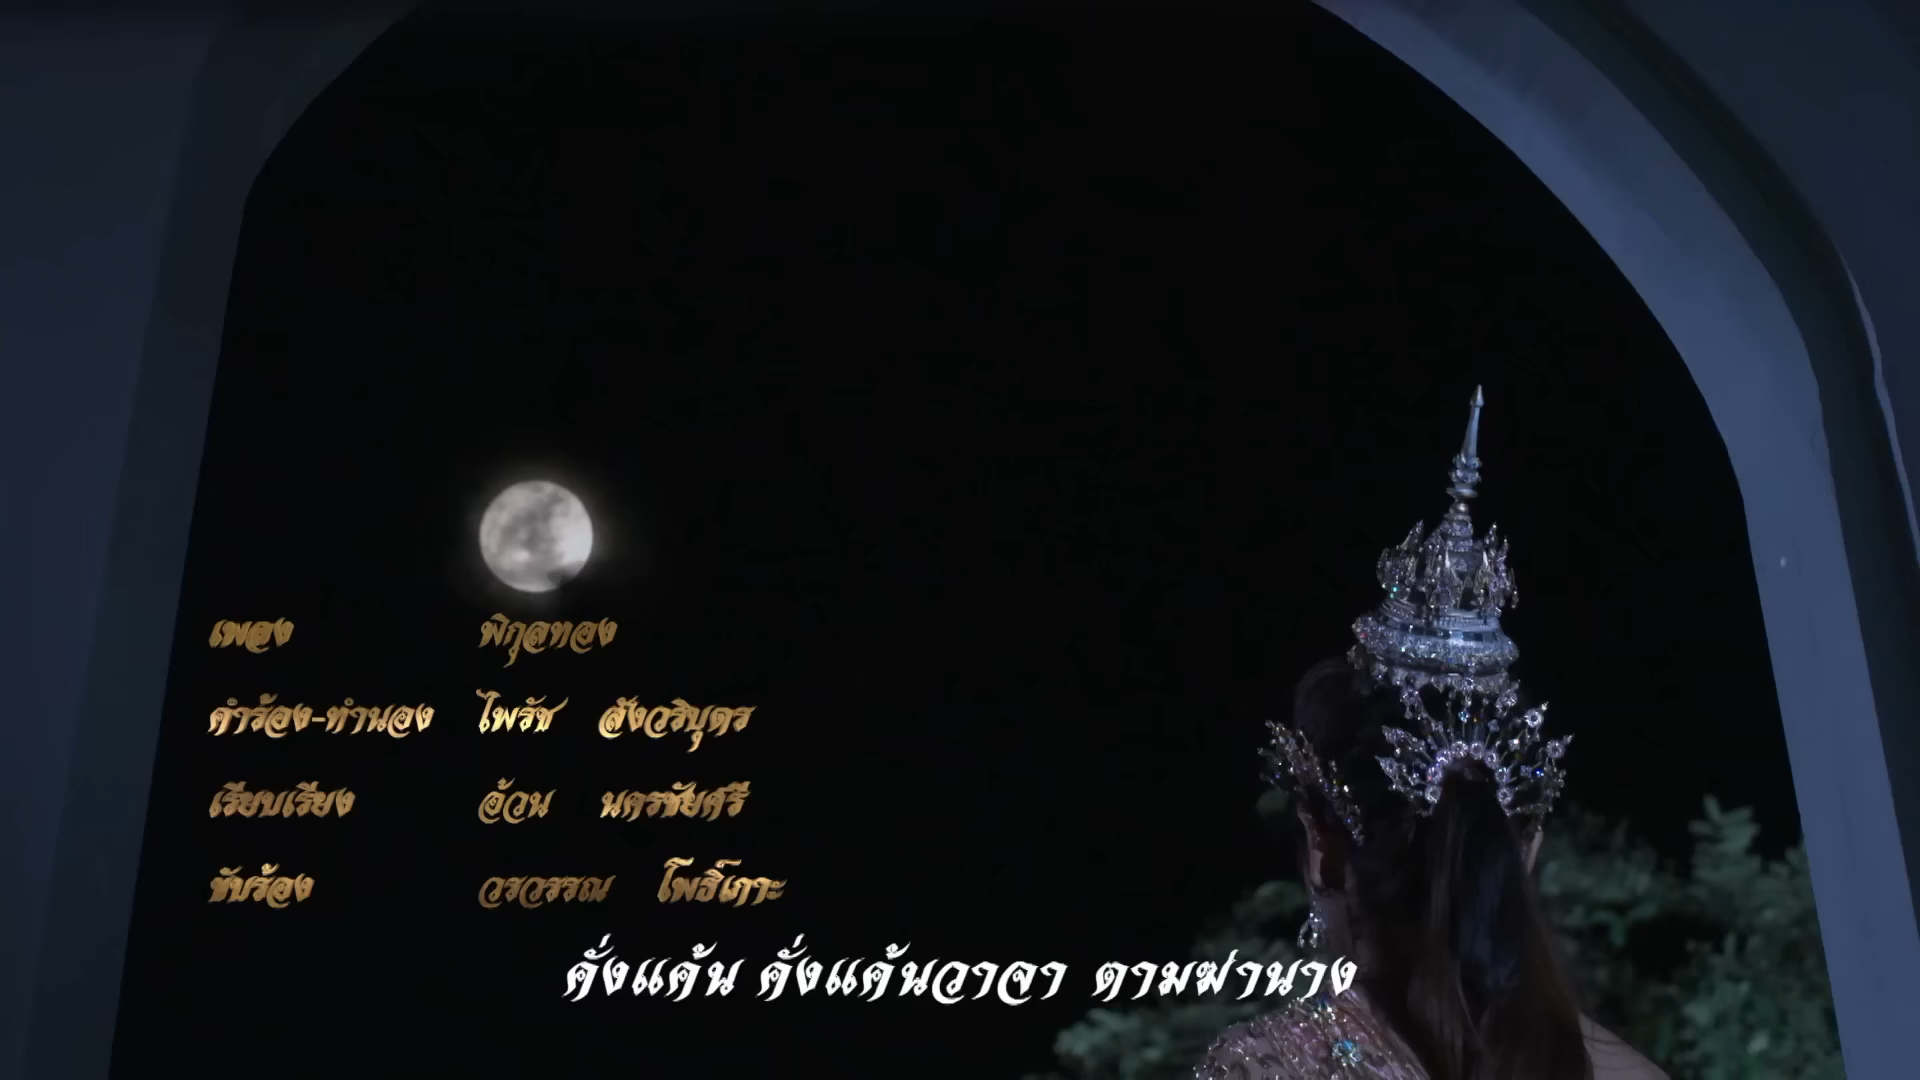 เพลง พิกุลทอง
คำร้อง-ทำนอง ไพรัช สังวริบุตร
เรียบเรียง อ้วน นครชัยศรี
ขับร้อง วรวรรณ โพธิ์เกาะ
คั่งแค้น คั่งแค้นวาจา ตามฆ่านาง